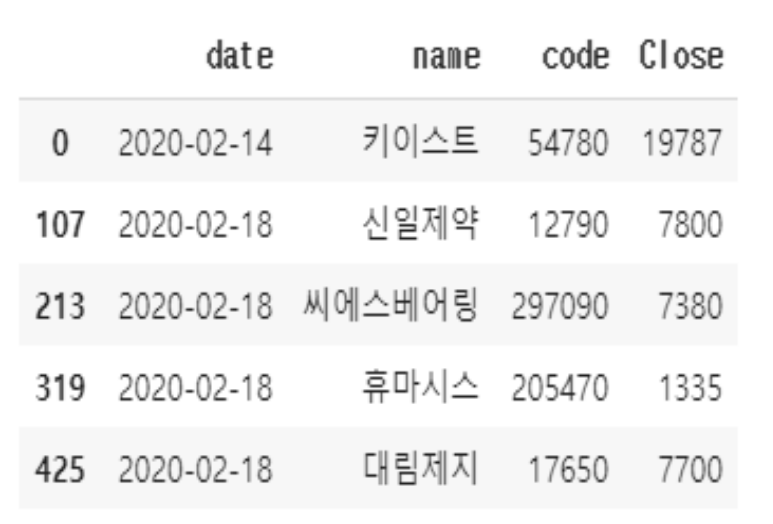 date name code Close
0 2020-02-14 키이스트 54780 19787
107 2020-02-18 신일제약 12790 7800
213 2020-02-18 씨에스베어링 297090 7380
319 2020-02-18 휴마시스 205470 1335
425 2020-02-18 대림제지 17650 7700